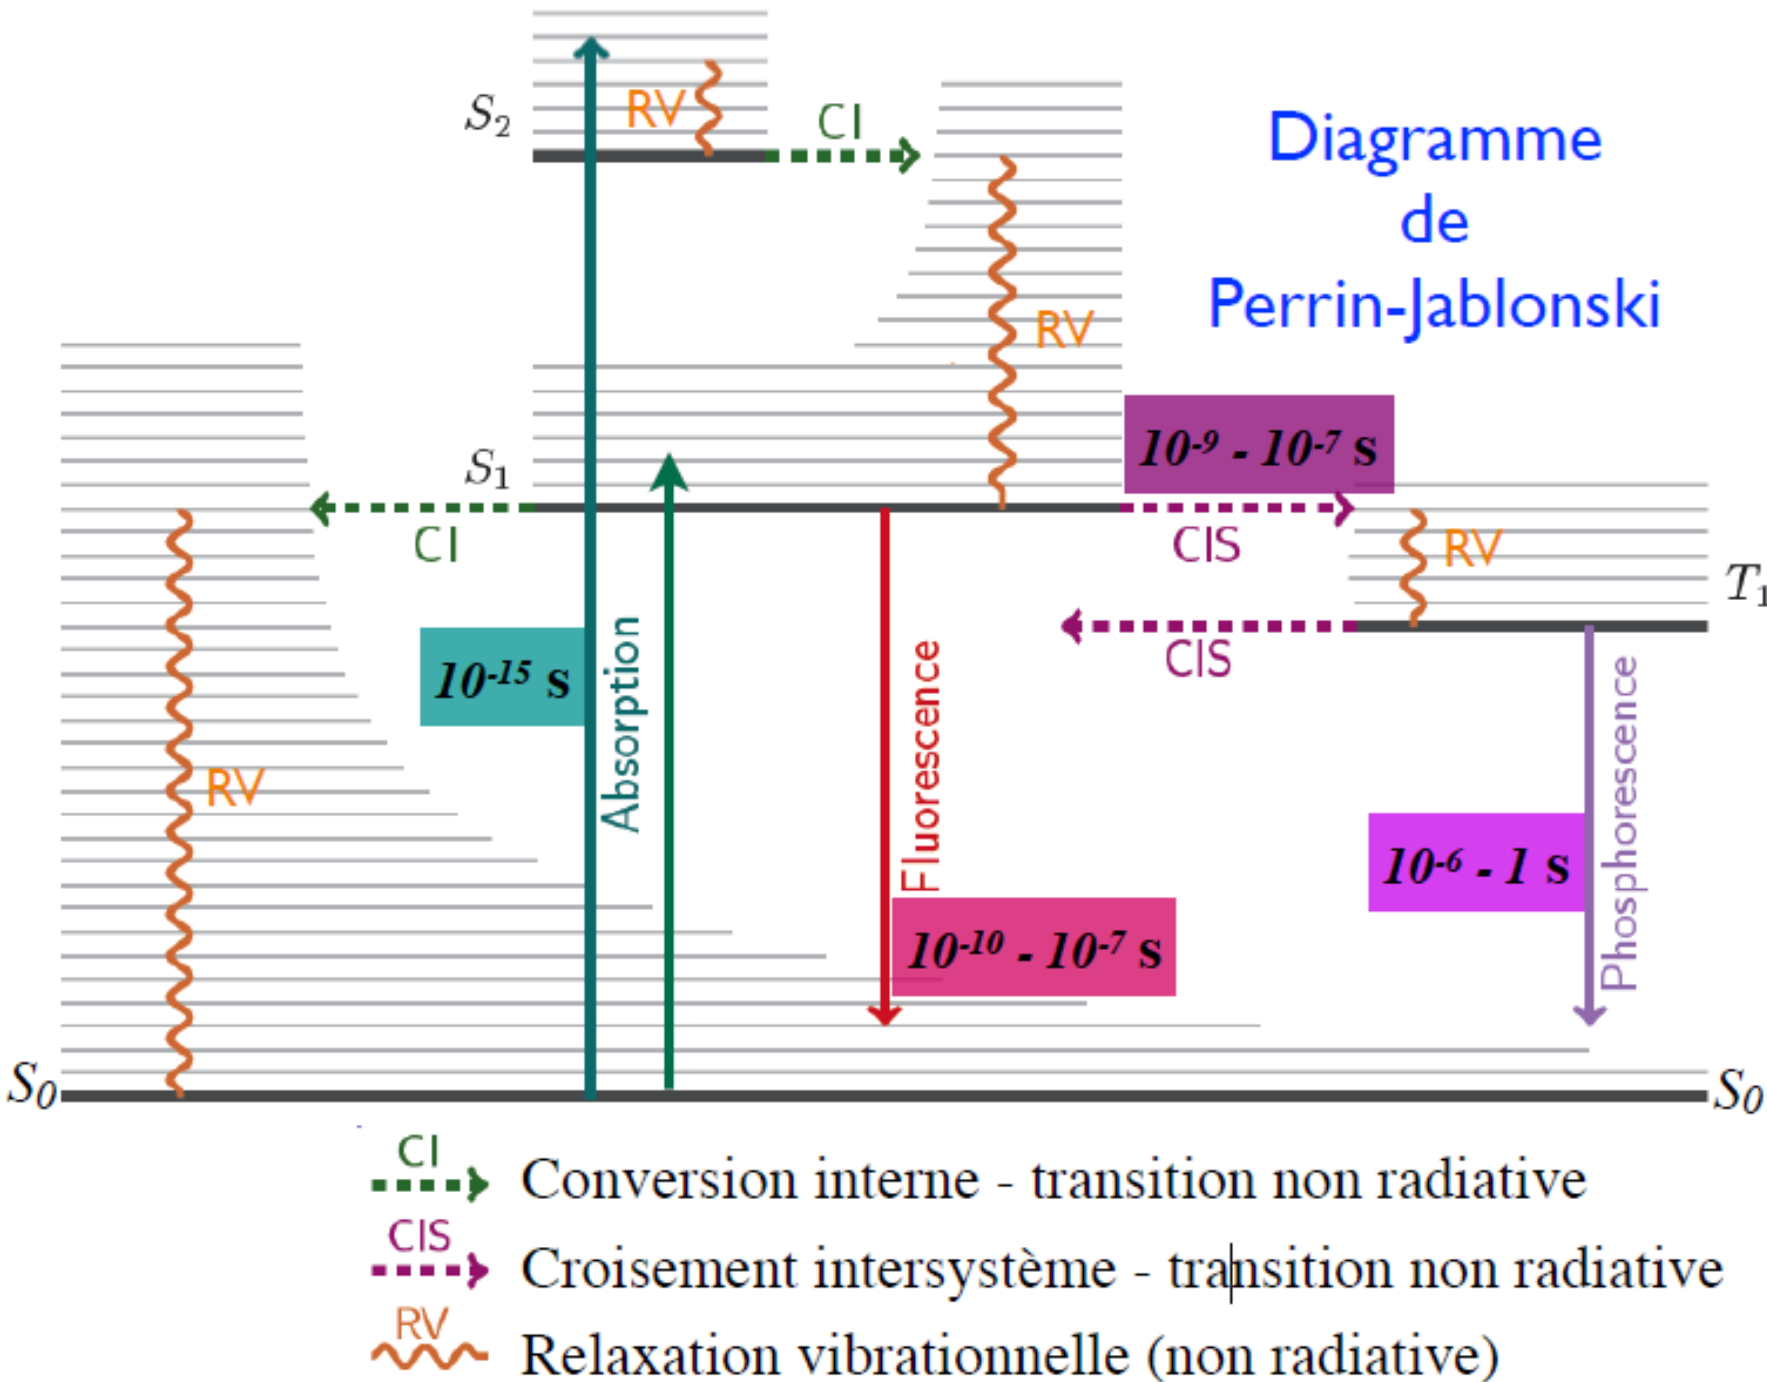 S₂
RV
CI
Diagramme
de
Perrin-Jablonski
RV
10⁻⁹ - 10⁻⁷ s
S₁
CI
CIS
RV
T₁
CIS
10⁻¹⁵ s
Absorption
Fluorescence
Phosphorescence
RV
10⁻⁶ - 1 s
10⁻¹⁰ - 10⁻⁷ s
S₀
S₀
CI
Conversion interne - transition non radiative
CIS
Croisement intersystème - transition non radiative
RV
Relaxation vibrationnelle (non radiative)